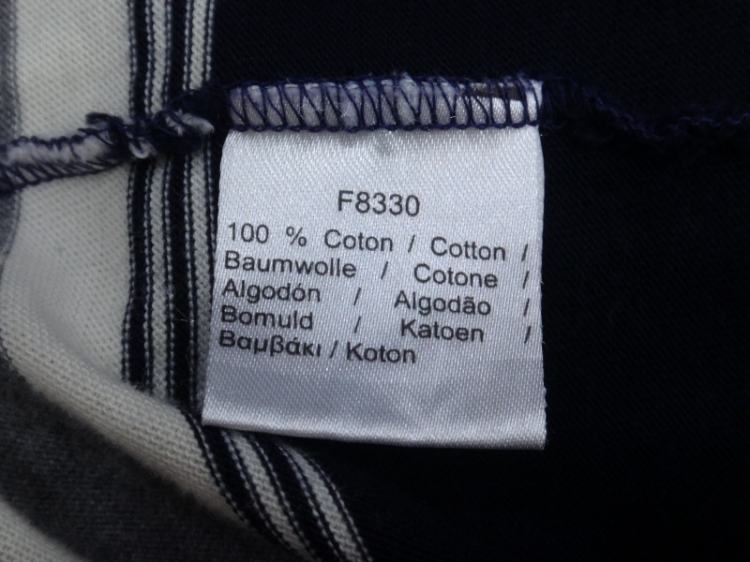 F8330
100 % Coton / Cotton /
Baumwolle / Cotone /
Algodón / Algodão /
Bomuld / Katoen /
Βαμβάκι / Koton